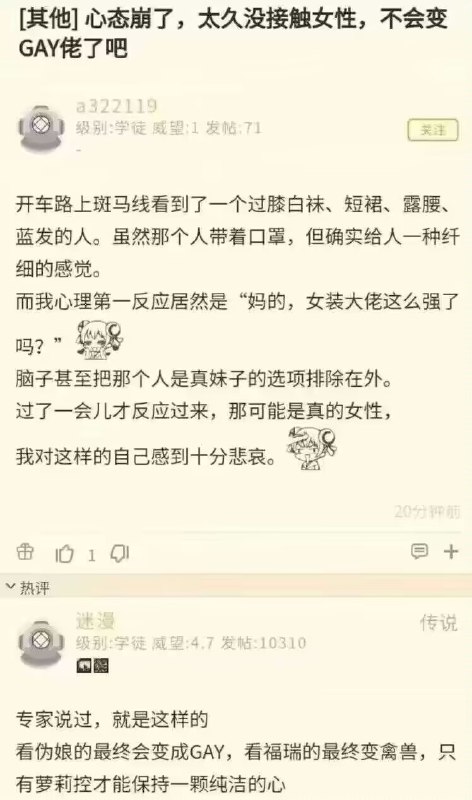 [其他] 心态崩了，太久没接触女性，不会变
GAY佬了吧
a322119
级别:学徒 威望:1 发帖:71
关注
-
开车路上斑马线看到了一个过膝白袜、短裙、露腰、
蓝发的人。虽然那个人带着口罩，但确实给人一种纤
细的感觉。
而我心理第一反应居然是“妈的，女装大佬这么强了
吗？”
脑子甚至把那个人是真妹子的选项排除在外。
过了一会儿才反应过来，那可能是真的女性，
我对这样的自己感到十分悲哀。
20分钟前
1
热评
迷漫
传说
级别:学徒 威望:4.7 发帖:10310
专家说过，就是这样的
看伪娘的最终会变成GAY，看福瑞的最终变禽兽，只
有萝莉控才能保持一颗纯洁的心